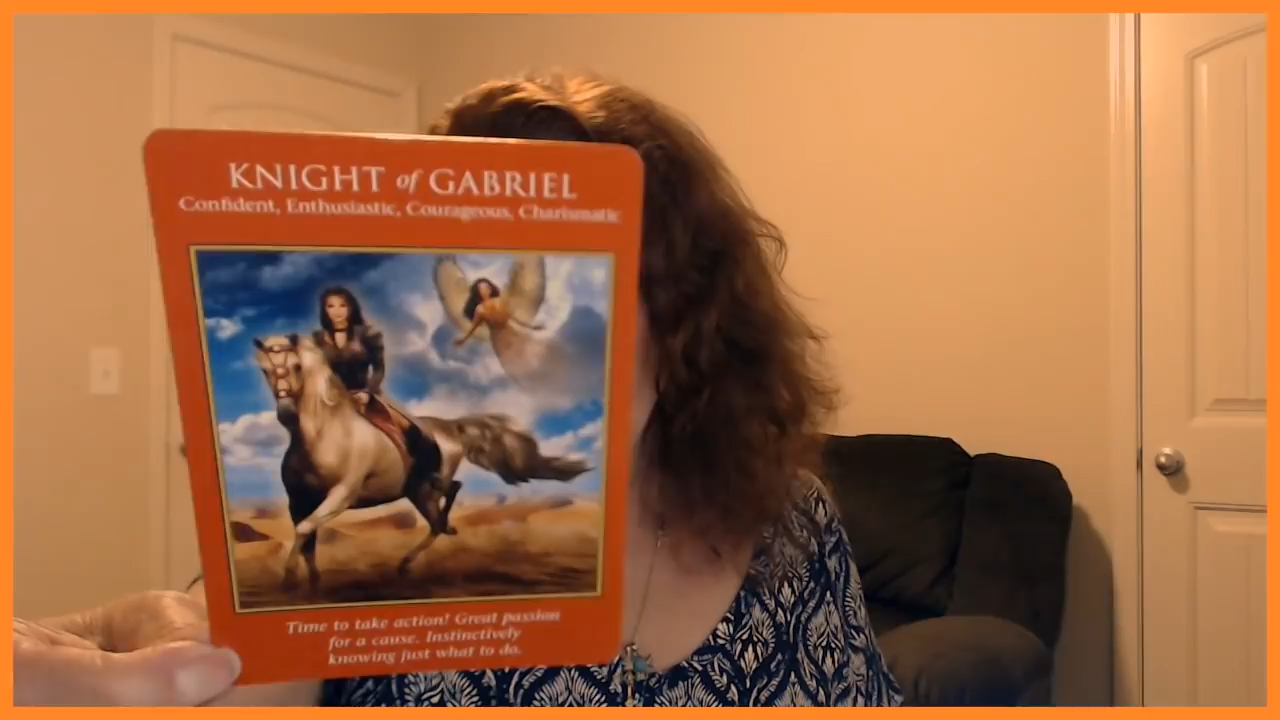 KNIGHT of GABRIEL
Confident, Enthusiastic, Courageous, Charismatic
Time to take action! Great passion
for a cause. Instinctively
knowing just what to do.